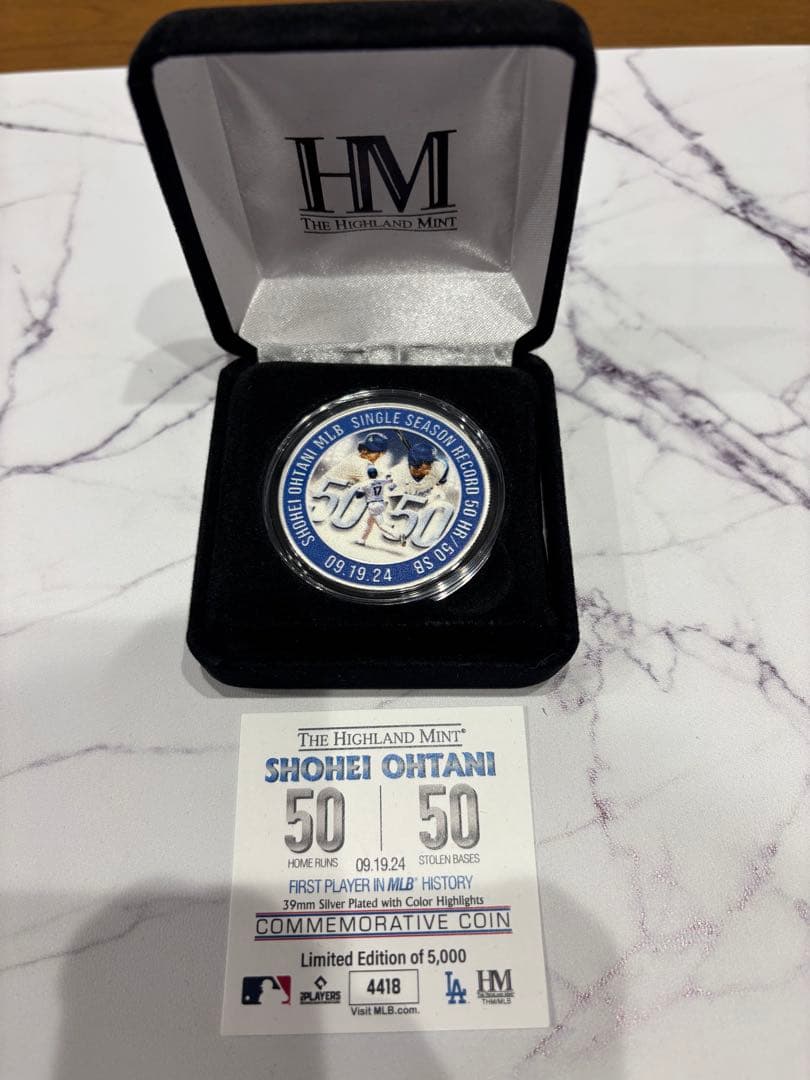 HM
THE HIGHLAND MINT
SHOHEI OHTANI MLB SINGLE SEASON RECORD 50 HR/50 SB
50 50
17
09.19.24
THE HIGHLAND MINT®
SHOHEI OHTANI
50 50
HOME RUNS 09.19.24 STOLEN BASES
FIRST PLAYER IN MLB® HISTORY
39mm Silver Plated with Color Highlights
COMMEMORATIVE COIN
Limited Edition of 5,000
PLAYERS 4418 LA HM
Visit MLB.com. THM/MLB